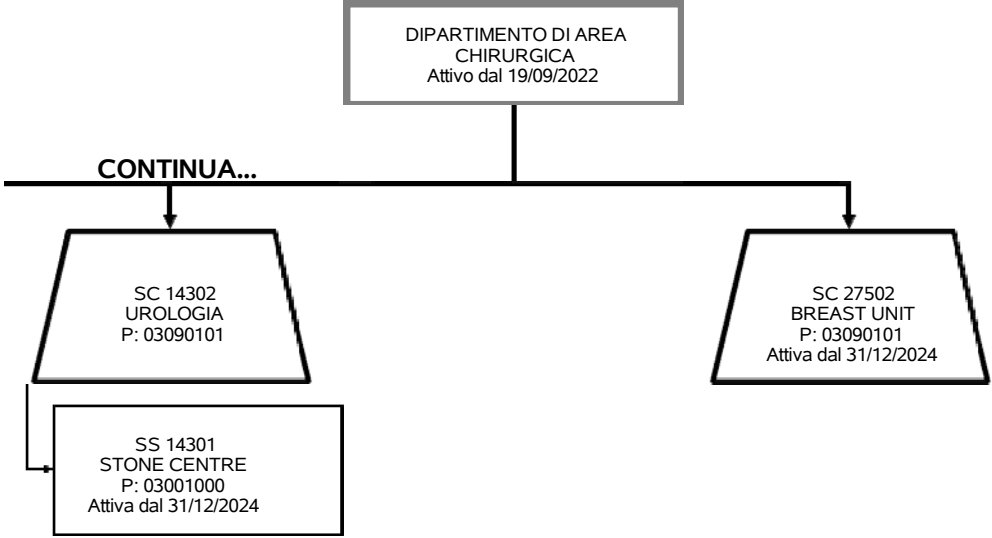 DIPARTIMENTO DI AREA
CHIRURGICA
Attivo dal 19/09/2022
CONTINUA...
SC 14302
UROLOGIA
P: 03090101
SC 27502
BREAST UNIT
P: 03090101
Attiva dal 31/12/2024
SS 14301
STONE CENTRE
P: 03001000
Attiva dal 31/12/2024